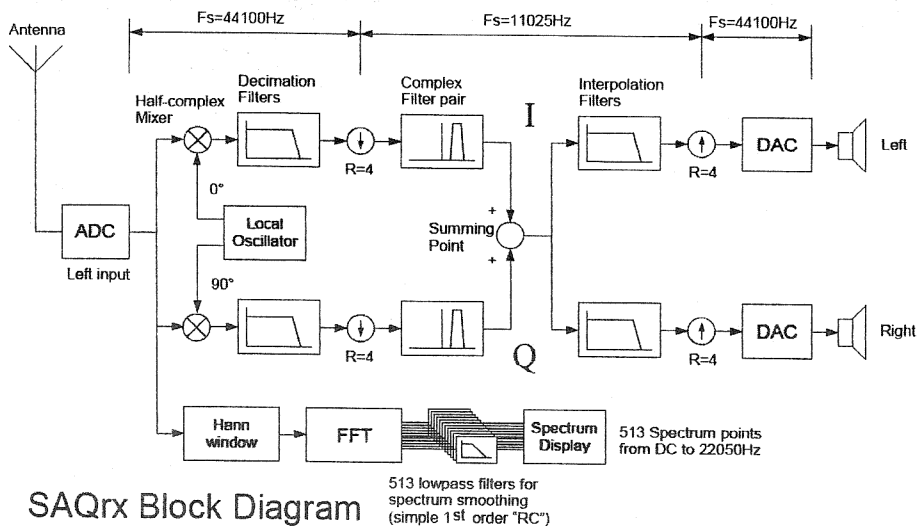 Fs=44100Hz
Fs=11025Hz
Fs=44100Hz
Antenna
Half-complex
Mixer
Decimation
Filters
Complex
Filter pair
I
Interpolation
Filters
R=4
R=4
DAC
Left
0°
ADC
Left input
Local
Oscillator
90°
Summing
Point
+
+
R=4
Q
R=4
DAC
Right
Hann
window
FFT
Spectrum
Display
513 Spectrum points
from DC to 22050Hz
513 lowpass filters for
spectrum smoothing
(simple 1st order "RC")
SAQrx Block Diagram